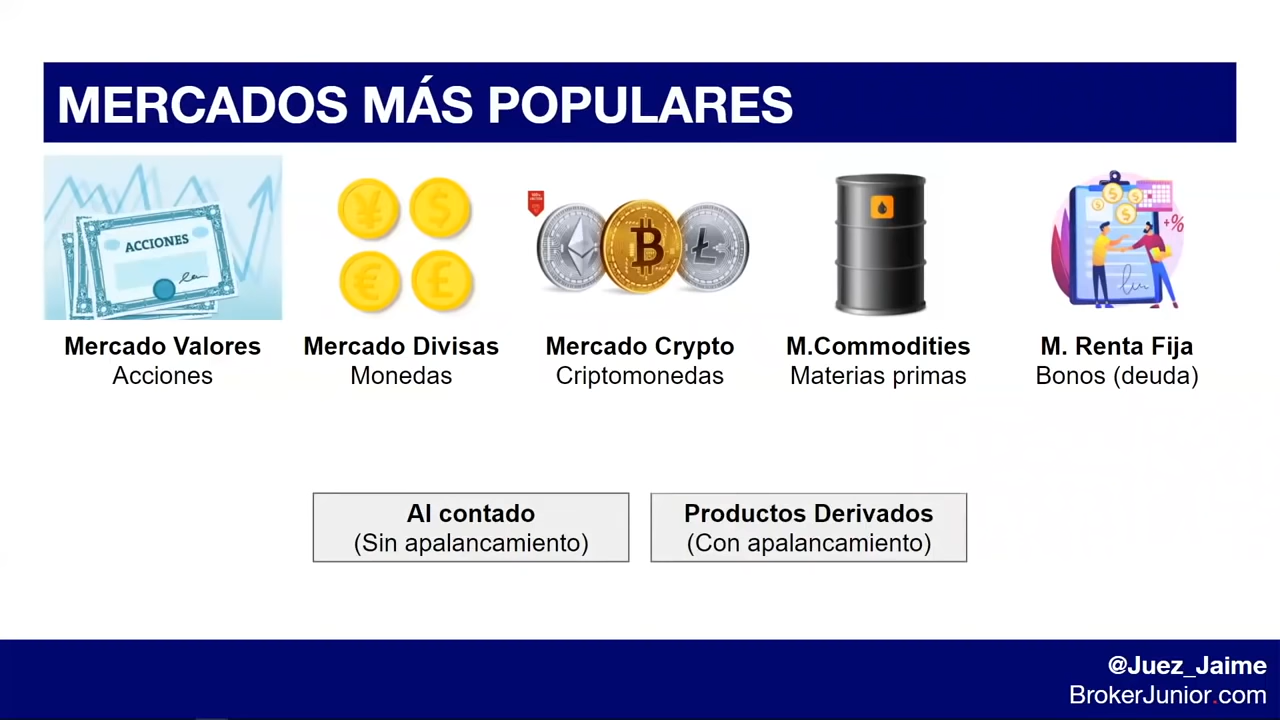 MERCADOS MÁS POPULARES
ACCIONES
Mercado Valores
Acciones
Mercado Divisas
Monedas
Mercado Crypto
Criptomonedas
M.Commodities
Materias primas
M. Renta Fija
Bonos (deuda)
+%
Al contado
(Sin apalancamiento)
Productos Derivados
(Con apalancamiento)
@Juez_Jaime
BrokerJunior.com